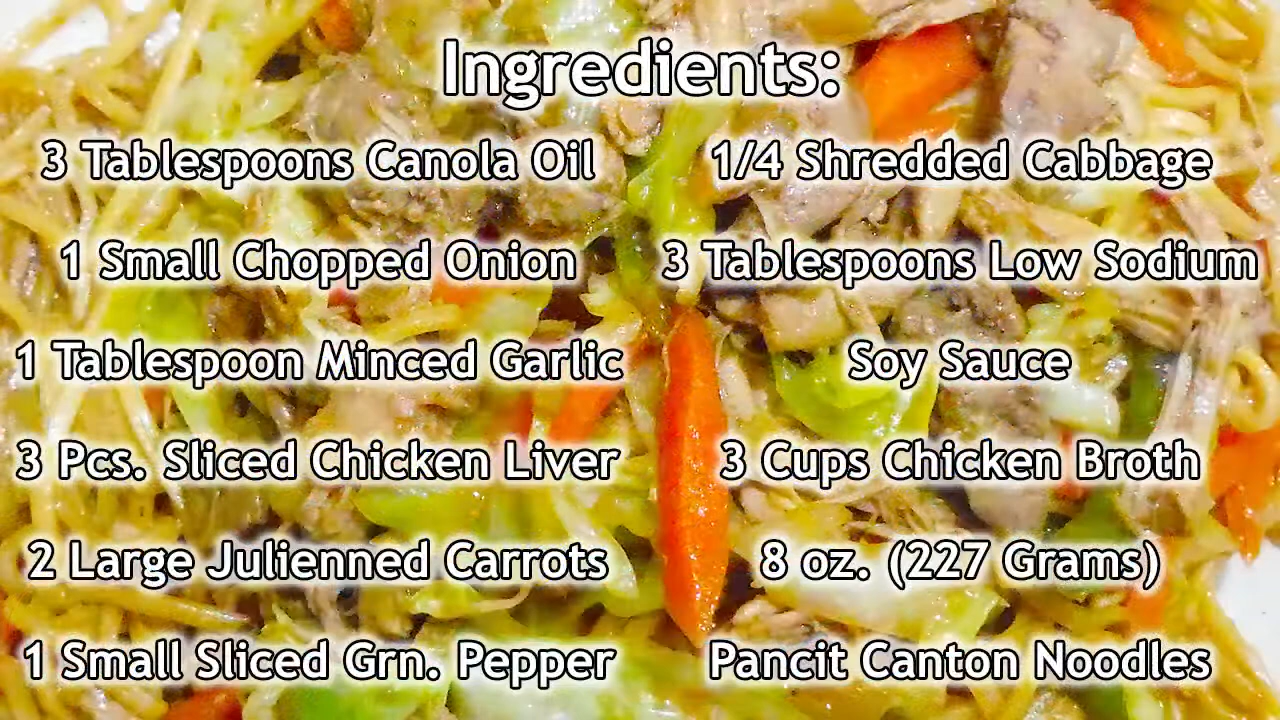 Ingredients:
3 Tablespoons Canola Oil
1 Small Chopped Onion
1 Tablespoon Minced Garlic
3 Pcs. Sliced Chicken Liver
2 Large Julienned Carrots
1 Small Sliced Grn. Pepper
1/4 Shredded Cabbage
3 Tablespoons Low Sodium
Soy Sauce
3 Cups Chicken Broth
8 oz. (227 Grams)
Pancit Canton Noodles